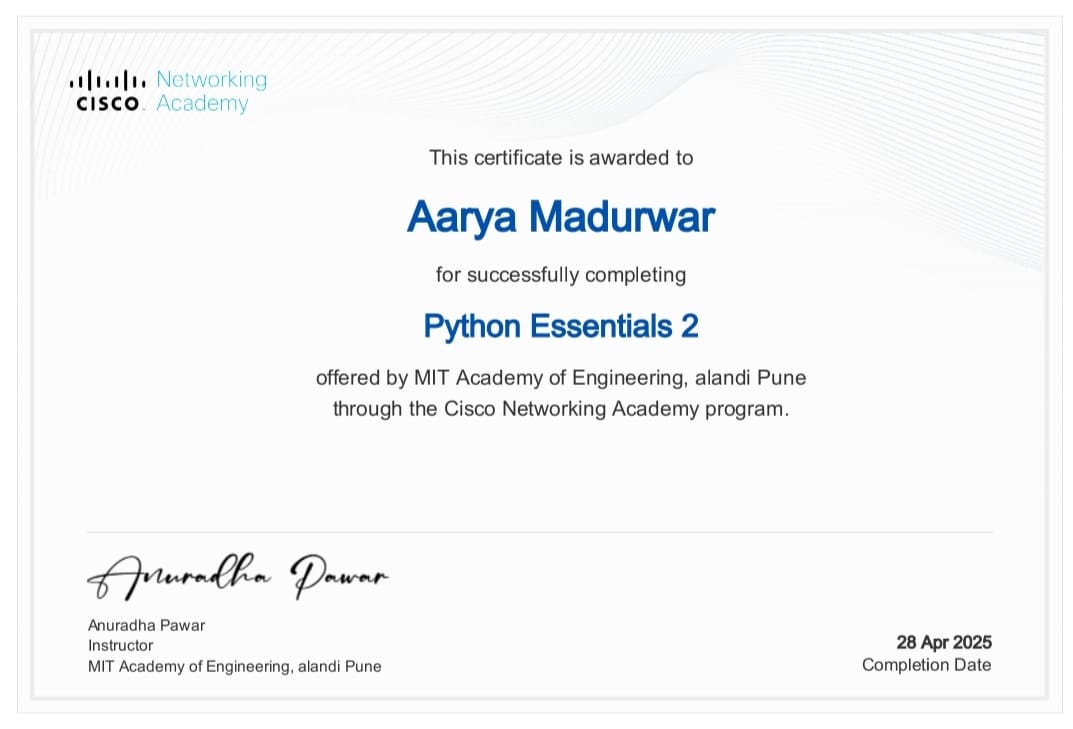 Networking
CISCO Academy
This certificate is awarded to
Aarya Madurwar
for successfully completing
Python Essentials 2
offered by MIT Academy of Engineering, alandi Pune
through the Cisco Networking Academy program.
Anuradha Pawar
Anuradha Pawar
Instructor
MIT Academy of Engineering, alandi Pune
28 Apr 2025
Completion Date